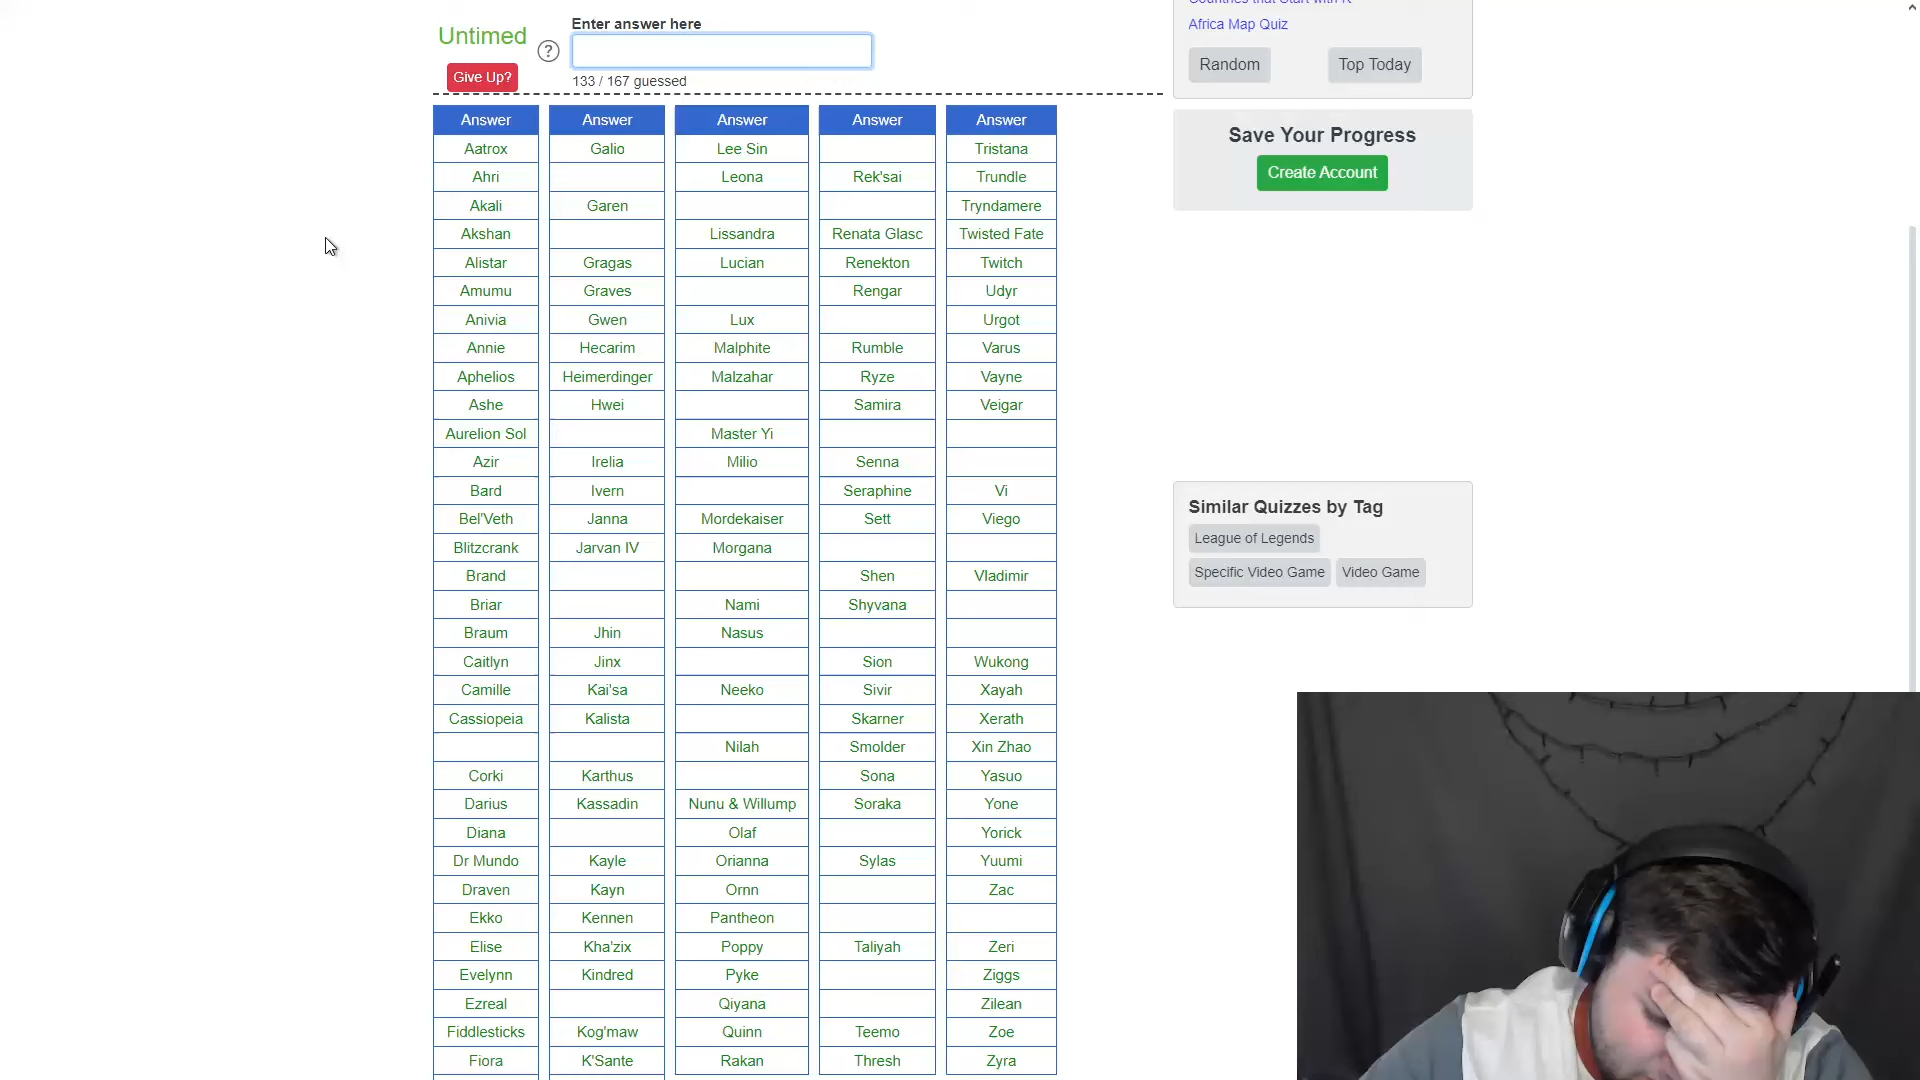 Countries that Start with K
Africa Map Quiz
Random
Top Today
Untimed
?
Give Up?
Enter answer here
133 / 167 guessed
Save Your Progress
Create Account
Answer Answer Answer Answer Answer
Aatrox Galio Lee Sin Tristana
Ahri Leona Rek'sai Trundle
Akali Garen Tryndamere
Akshan Lissandra Renata Glasc Twisted Fate
Alistar Gragas Lucian Renekton Twitch
Amumu Graves Rengar Udyr
Anivia Gwen Lux Urgot
Annie Hecarim Malphite Rumble Varus
Aphelios Heimerdinger Malzahar Ryze Vayne
Ashe Hwei Samira Veigar
Aurelion Sol Master Yi
Azir Irelia Milio Senna
Bard Ivern Seraphine Vi
Bel'Veth Janna Mordekaiser Sett Viego
Blitzcrank Jarvan IV Morgana
Brand Shen Vladimir
Briar Nami Shyvana
Braum Jhin Nasus
Caitlyn Jinx Sion Wukong
Camille Kai'sa Neeko Sivir Xayah
Cassiopeia Kalista Skarner Xerath
Nilah Smolder Xin Zhao
Corki Karthus Sona Yasuo
Darius Kassadin Nunu & Willump Soraka Yone
Diana Olaf Yorick
Dr Mundo Kayle Orianna Sylas Yuumi
Draven Kayn Ornn Zac
Ekko Kennen Pantheon
Elise Kha'zix Poppy Taliyah Zeri
Evelynn Kindred Pyke Ziggs
Ezreal Qiyana Zilean
Fiddlesticks Kog'maw Quinn Teemo Zoe
Fiora K'Sante Rakan Thresh Zyra
Similar Quizzes by Tag
League of Legends
Specific Video Game
Video Game